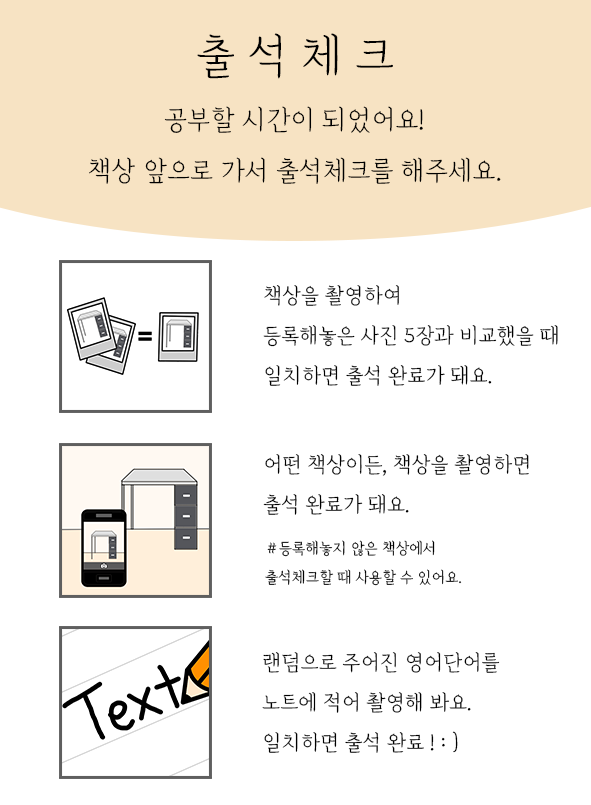 출석체크
공부할 시간이 되었어요!
책상 앞으로 가서 출석체크를 해주세요.
책상을 촬영하여
등록해놓은 사진 5장과 비교했을 때
일치하면 출석 완료가 돼요.
=
어떤 책상이든, 책상을 촬영하면
출석 완료가 돼요.
#등록해놓지 않은 책상에서
출석체크할 때 사용할 수 있어요.
Text
랜덤으로 주어진 영어단어를
노트에 적어 촬영해 봐요.
일치하면 출석 완료! : )